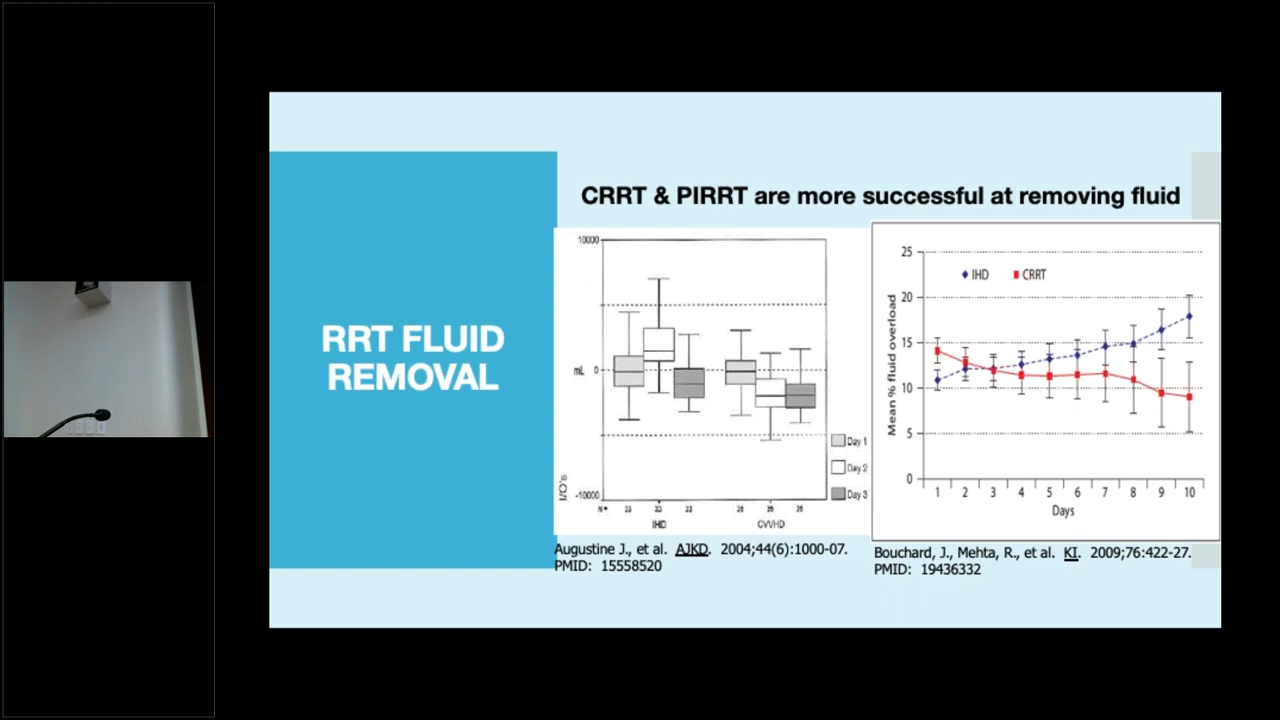 RRT FLUID
REMOVAL
CRRT & PIRRT are more successful at removing fluid
10000
mL 0
-10000
I/O's
N=
IHD CVVHD
Day 1
Day 2
Day 3
Augustine J., et al. AJKD. 2004;44(6):1000-07.
PMID: 15558520
25
20
15
10
5
0
Mean % fluid overload
IHD CRRT
1 2 3 4 5 6 7 8 9 10
Days
Bouchard, J., Mehta, R., et al. KI. 2009;76:422-27.
PMID: 19436332